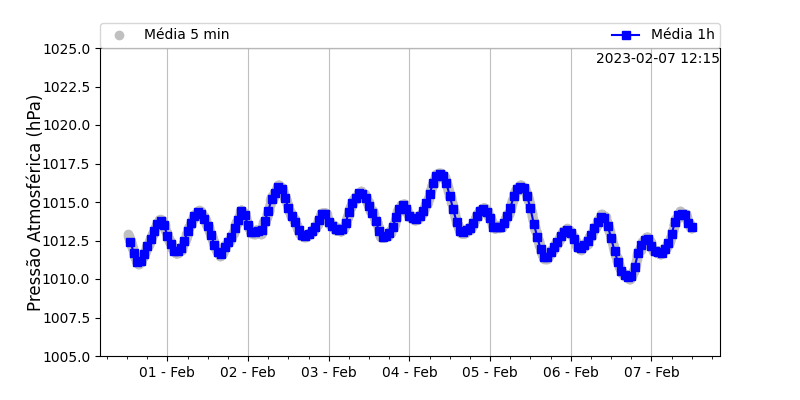 Média 5 min
Média 1h
2023-02-07 12:15
Pressão Atmosférica (hPa)
1025.0
1022.5
1020.0
1017.5
1015.0
1012.5
1010.0
1007.5
1005.0
01 - Feb
02 - Feb
03 - Feb
04 - Feb
05 - Feb
06 - Feb
07 - Feb